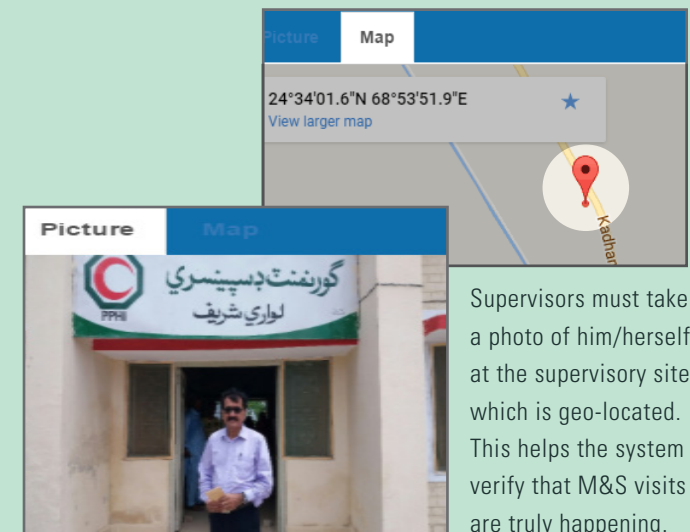 Picture Map
24°34'01.6"N 68°53'51.9"E
View larger map
Kadhan
Picture Map
گورنمنٽ ڊسپينسري
لواري شريف
PPHI
Supervisors must take
a photo of him/herself
at the supervisory site
which is geo-located.
This helps the system
verify that M&S visits
are truly happening.